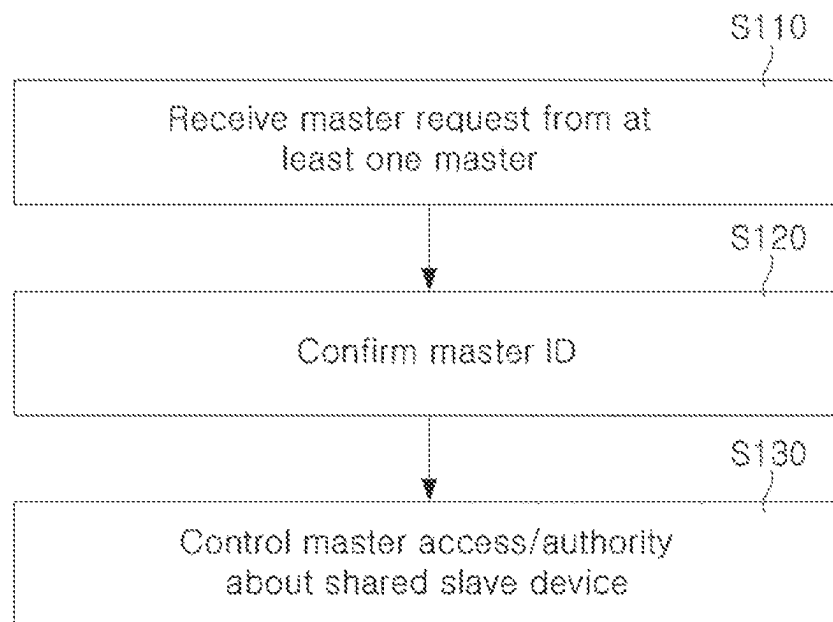 S110
Receive master request from at
least one master
S120
Confirm master ID
S130
Control master access/authority
about shared slave device